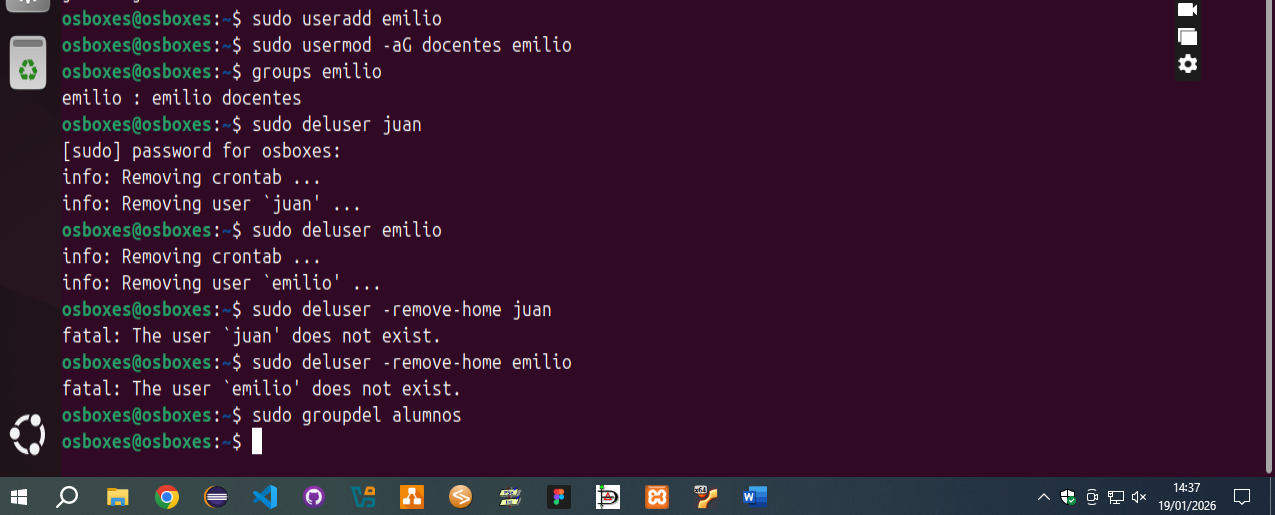 osboxes@osboxes:~$ sudo useradd emilio
osboxes@osboxes:~$ sudo usermod -aG docentes emilio
osboxes@osboxes:~$ groups emilio
emilio : emilio docentes
osboxes@osboxes:~$ sudo deluser juan
[sudo] password for osboxes:
info: Removing crontab ...
info: Removing user `juan' ...
osboxes@osboxes:~$ sudo deluser emilio
info: Removing crontab ...
info: Removing user `emilio' ...
osboxes@osboxes:~$ sudo deluser -remove-home juan
fatal: The user `juan' does not exist.
osboxes@osboxes:~$ sudo deluser -remove-home emilio
fatal: The user `emilio' does not exist.
osboxes@osboxes:~$ sudo groupdel alumnos
osboxes@osboxes:~$
14:37
19/01/2026